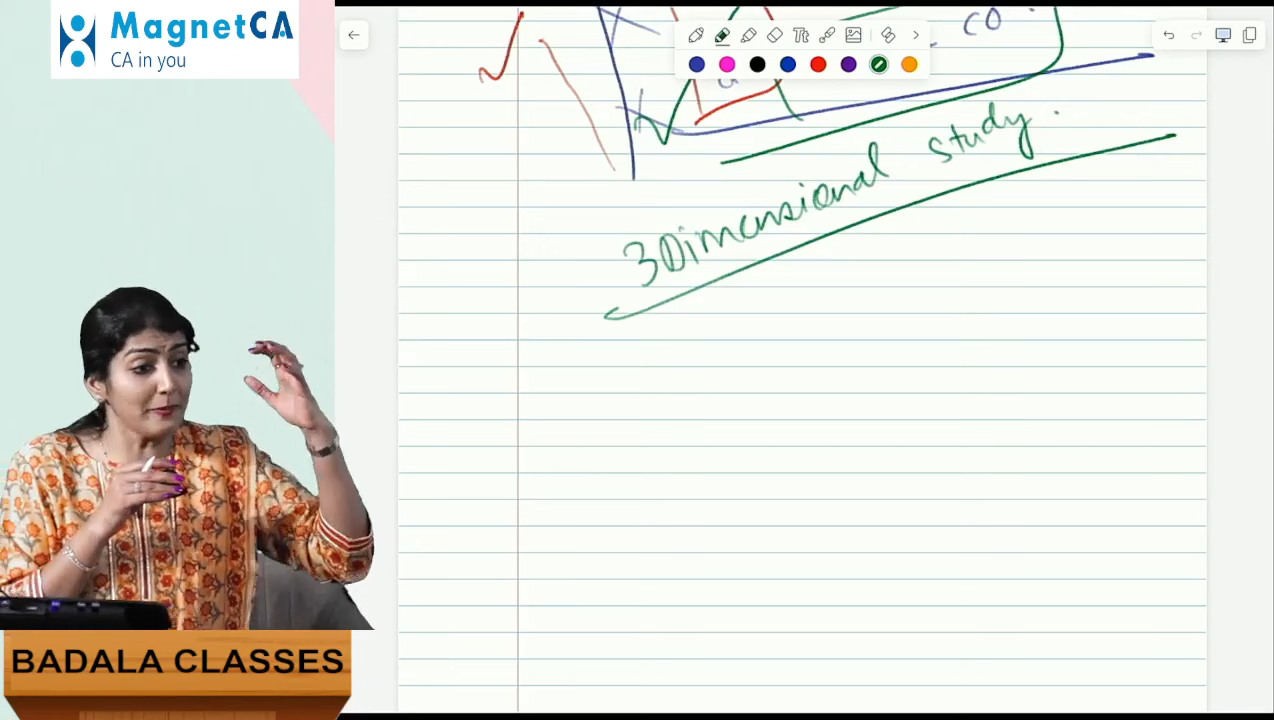 MagnetCA
CA in you
co.
3Dimensional study.
BADALA CLASSES